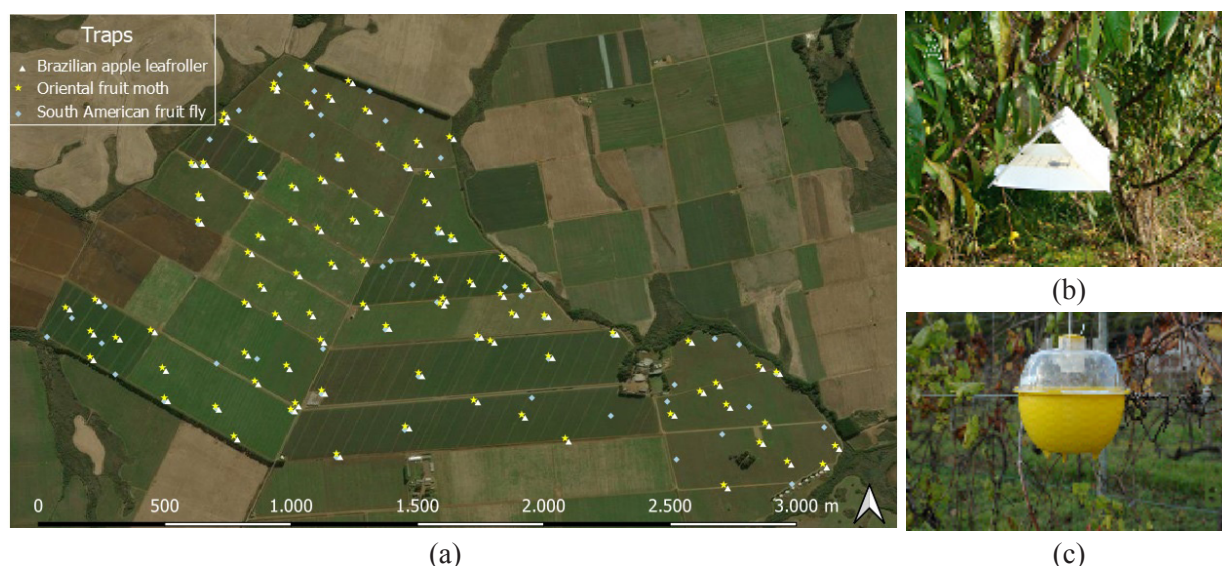 Traps
Brazilian apple leafroller
Oriental fruit moth
South American fruit fly
0 500 1.000 1.500 2.000 2.500 3.000 m
(a)
(b)
(c)